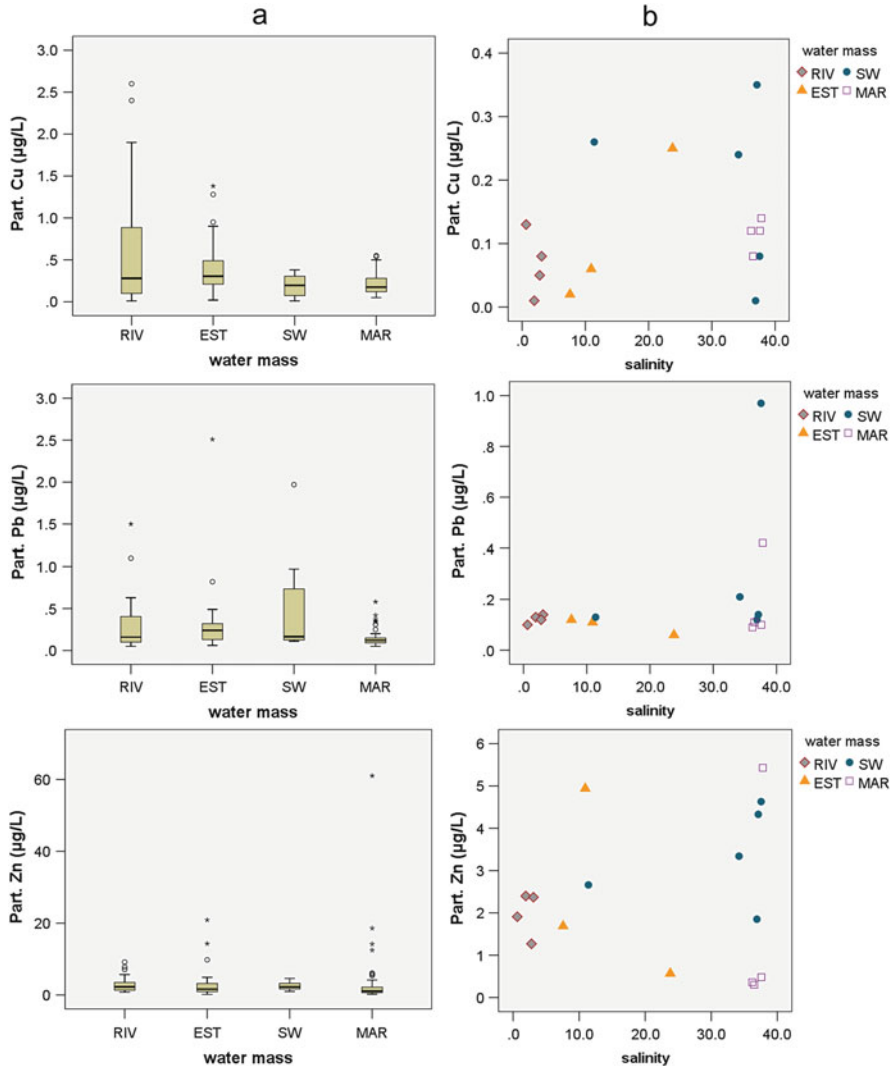 a
b
Part. Cu (µg/L)
3.0
2.5
2.0
1.5
1.0
.5
.0
RIV EST SW MAR
water mass
Part. Cu (µg/L)
0.4
0.3
0.2
0.1
0.0
.0 10.0 20.0 30.0 40.0
salinity
water mass
RIV SW
EST MAR
Part. Pb (µg/L)
3.0
2.5
2.0
1.5
1.0
.5
.0
RIV EST SW MAR
water mass
Part. Pb (µg/L)
1.0
.8
.6
.4
.2
.0
.0 10.0 20.0 30.0 40.0
salinity
water mass
RIV SW
EST MAR
Part. Zn (µg/L)
60
40
20
0
RIV EST SW MAR
water mass
Part. Zn (µg/L)
6
5
4
3
2
1
0
.0 10.0 20.0 30.0 40.0
salinity
water mass
RIV SW
EST MAR